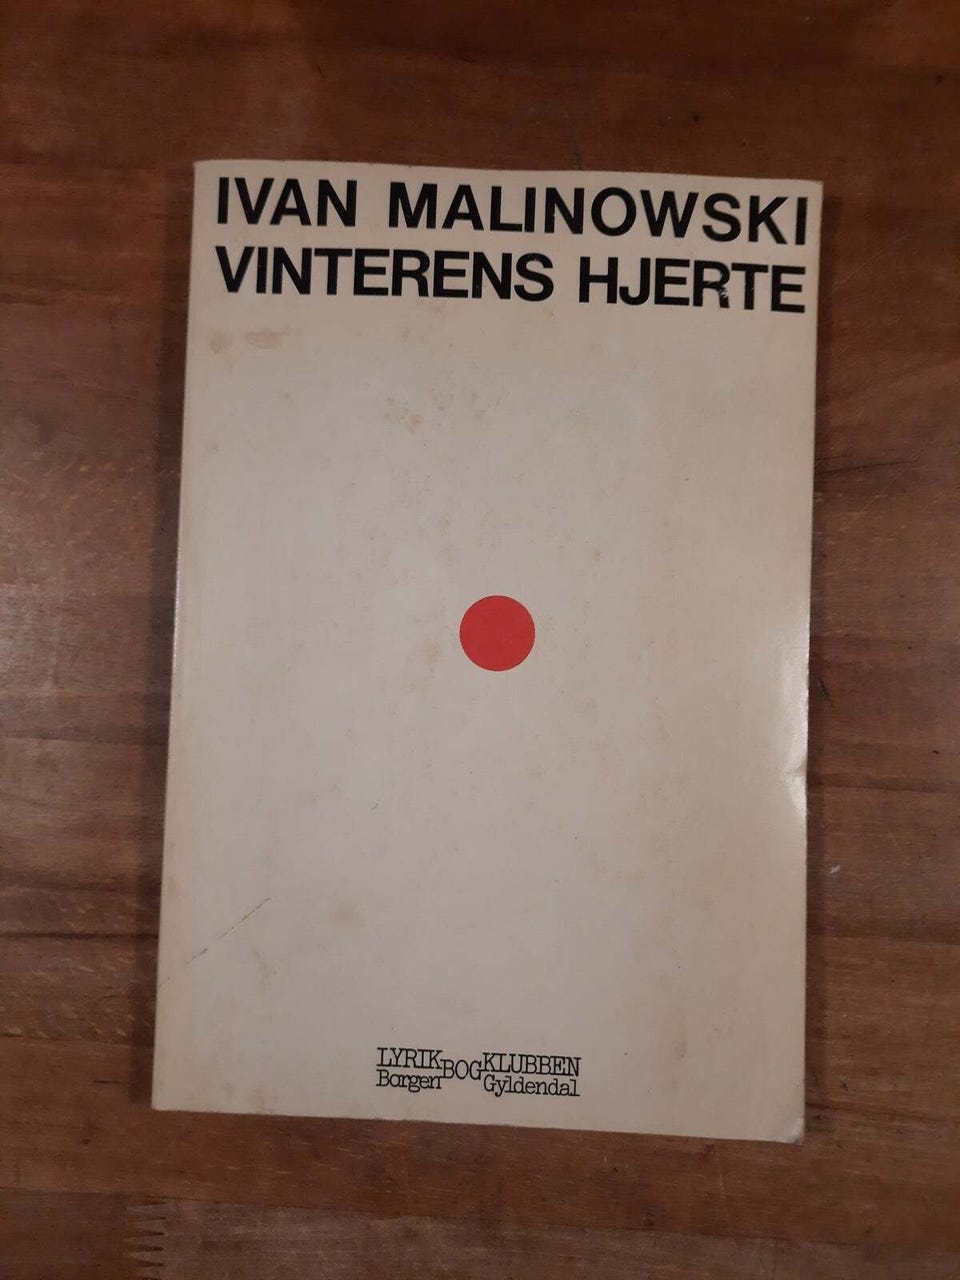 IVAN MALINOWSKI
VINTERENS HJERTE
LYRIKBOGKLUBBEN
Borgen Gyldendal